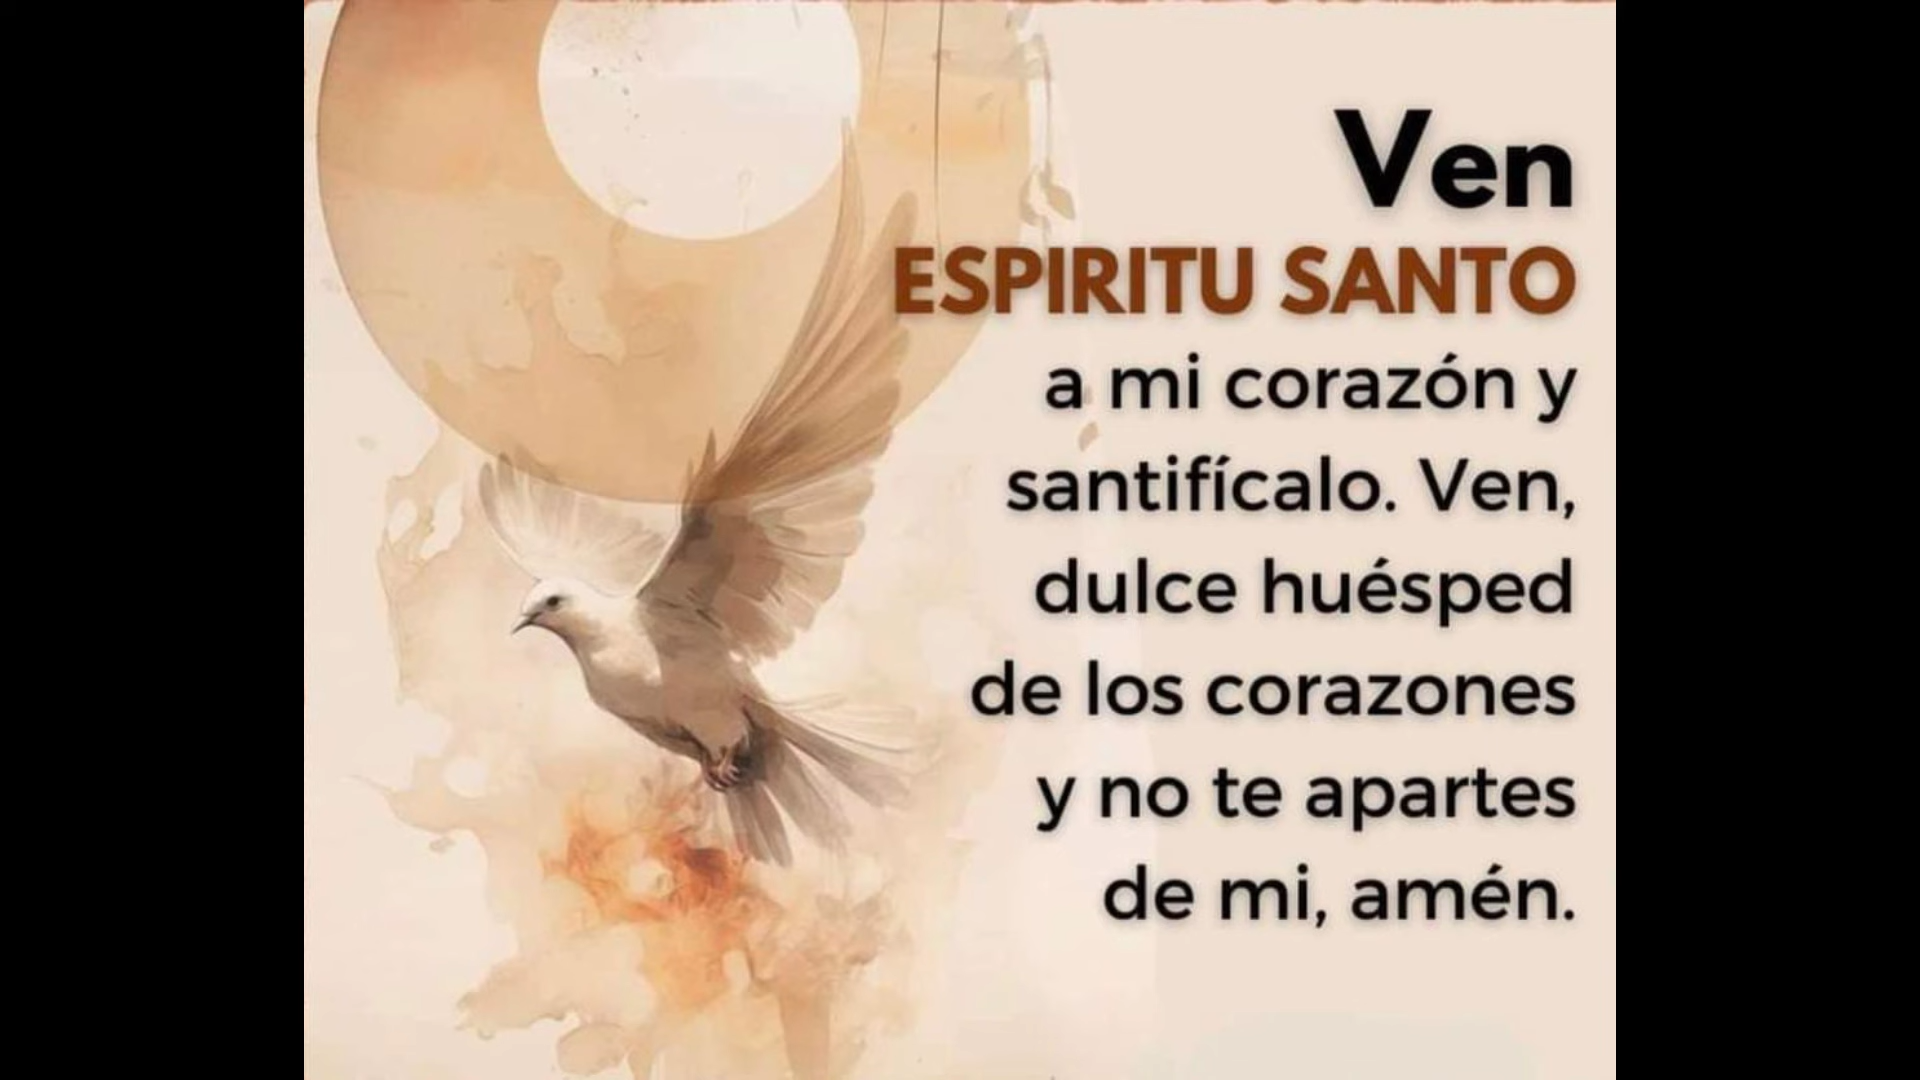 Ven
ESPIRITU SANTO
a mi corazón y
santifícalo. Ven,
dulce huésped
de los corazones
y no te apartes
de mi, amén.